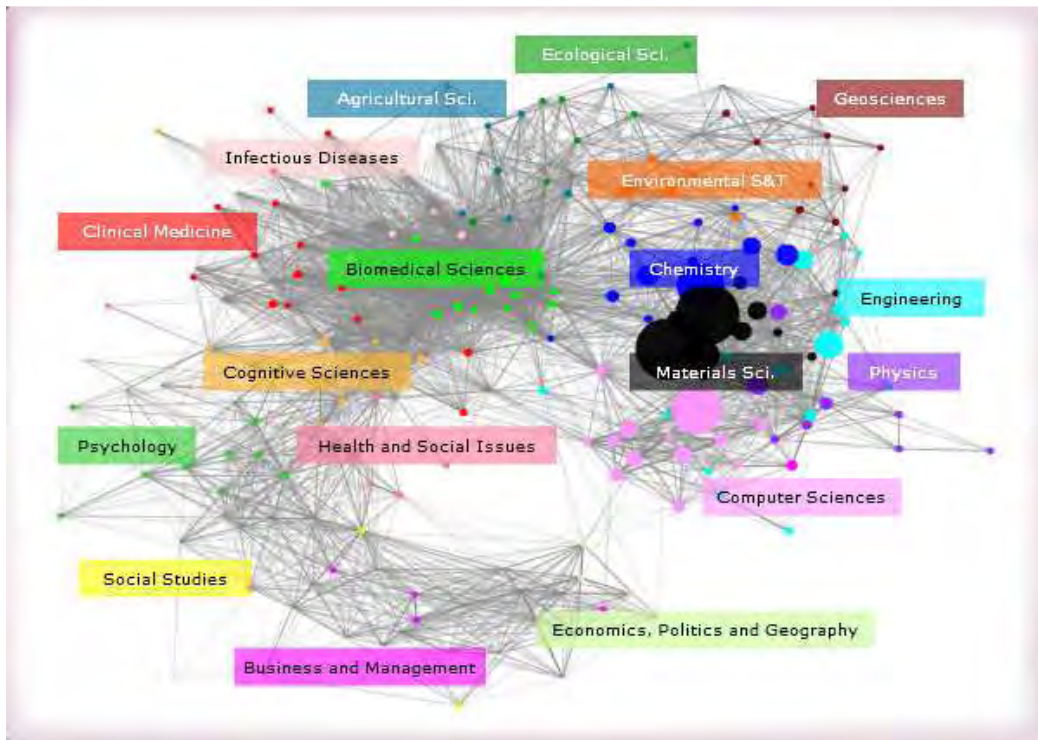 Ecological Sci.
Agricultural Sci.
Geosciences
Infectious Diseases
Environmental S&T
Clinical Medicine
Biomedical Sciences
Chemistry
Engineering
Cognitive Sciences
Materials Sci.
Physics
Psychology
Health and Social Issues
Computer Sciences
Social Studies
Economics, Politics and Geography
Business and Management